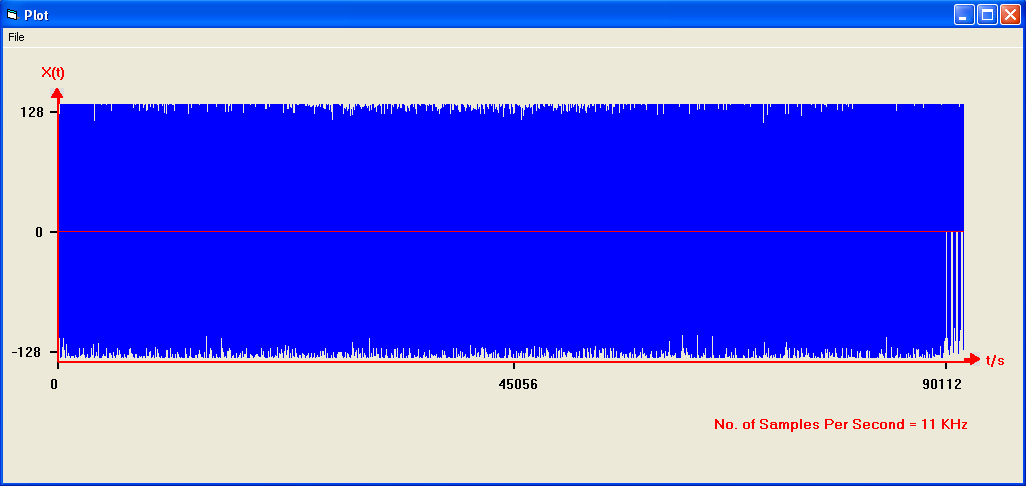 Plot
File
X(t)
128
0
-128
t/s
0 45056 90112
No. of Samples Per Second = 11 KHz